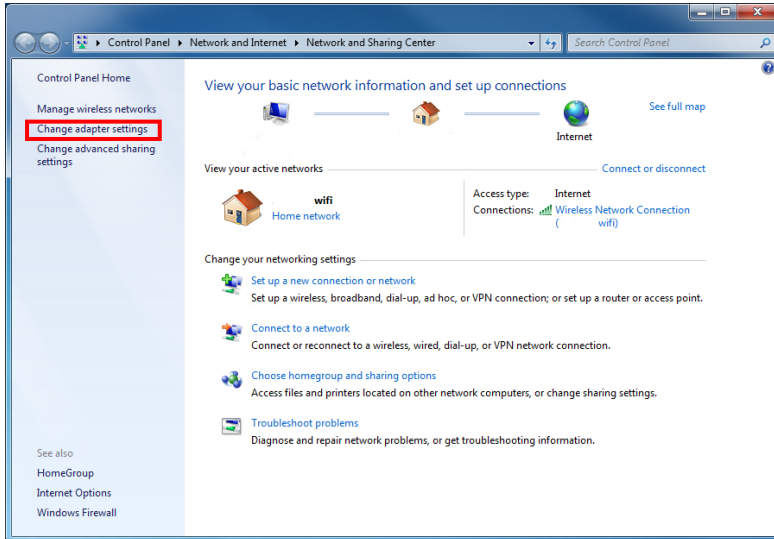 Control Panel ▸ Network and Internet ▸ Network and Sharing Center
Search Control Panel
Control Panel Home
Manage wireless networks
Change adapter settings
Change advanced sharing
settings
See also
HomeGroup
Internet Options
Windows Firewall
View your basic network information and set up connections
See full map
Internet
View your active networks
Connect or disconnect
wifi
Home network
Access type: Internet
Connections: Wireless Network Connection
( wifi)
Change your networking settings
Set up a new connection or network
Set up a wireless, broadband, dial-up, ad hoc, or VPN connection; or set up a router or access point.
Connect to a network
Connect or reconnect to a wireless, wired, dial-up, or VPN network connection.
Choose homegroup and sharing options
Access files and printers located on other network computers, or change sharing settings.
Troubleshoot problems
Diagnose and repair network problems, or get troubleshooting information.